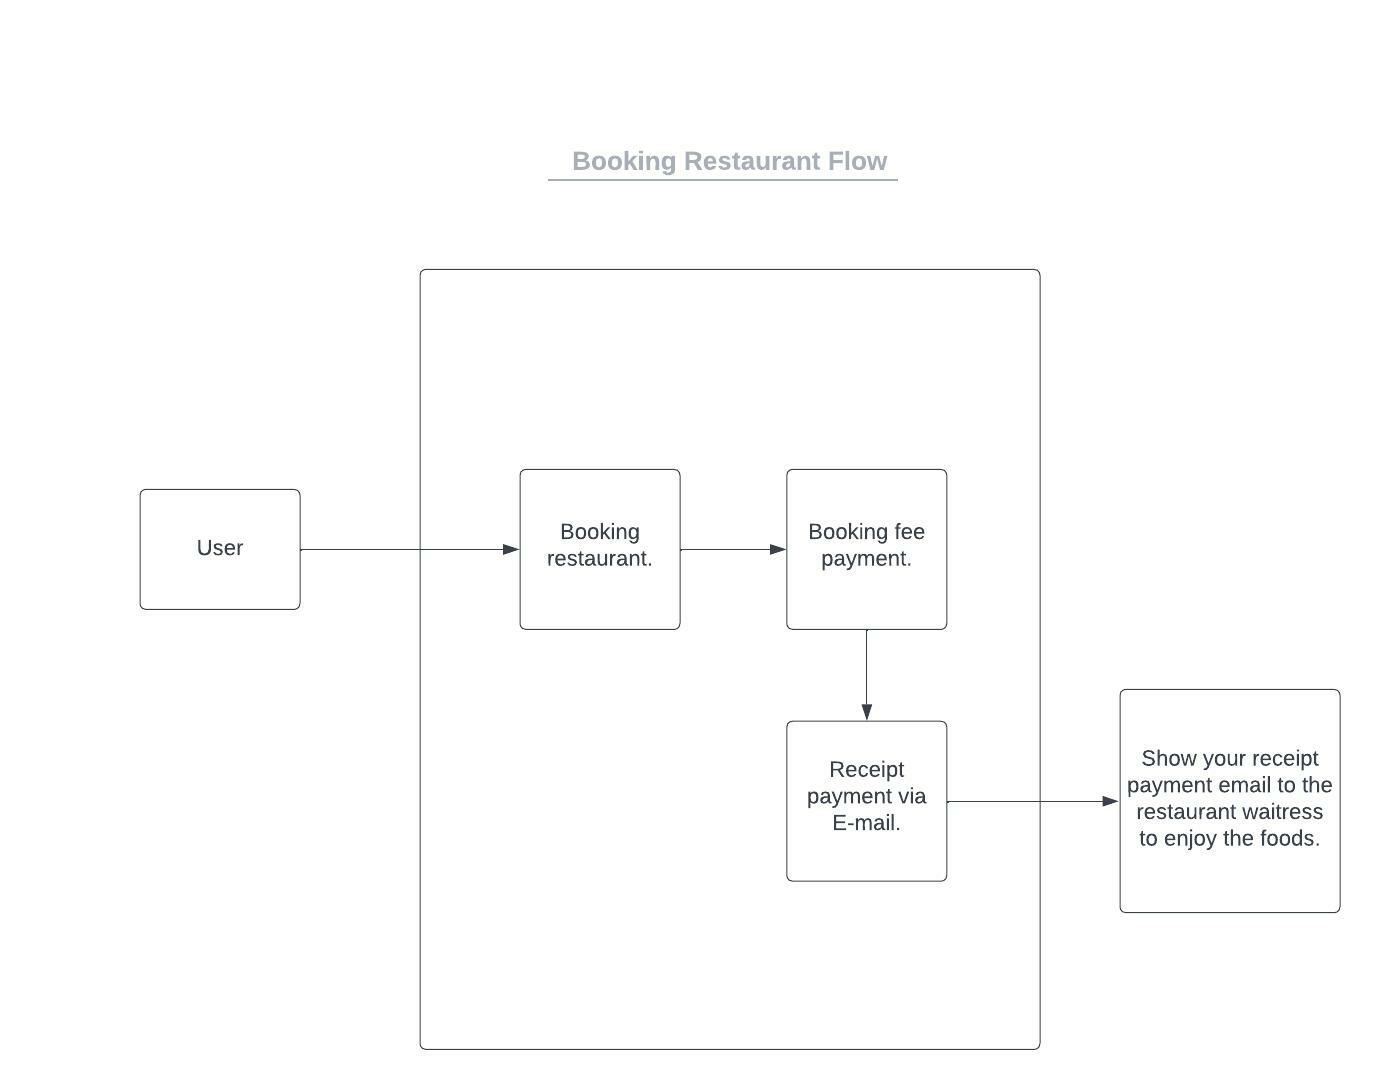 Booking Restaurant Flow
User
Booking
restaurant.
Booking fee
payment.
Receipt
payment via
E-mail.
Show your receipt
payment email to the
restaurant waitress
to enjoy the foods.